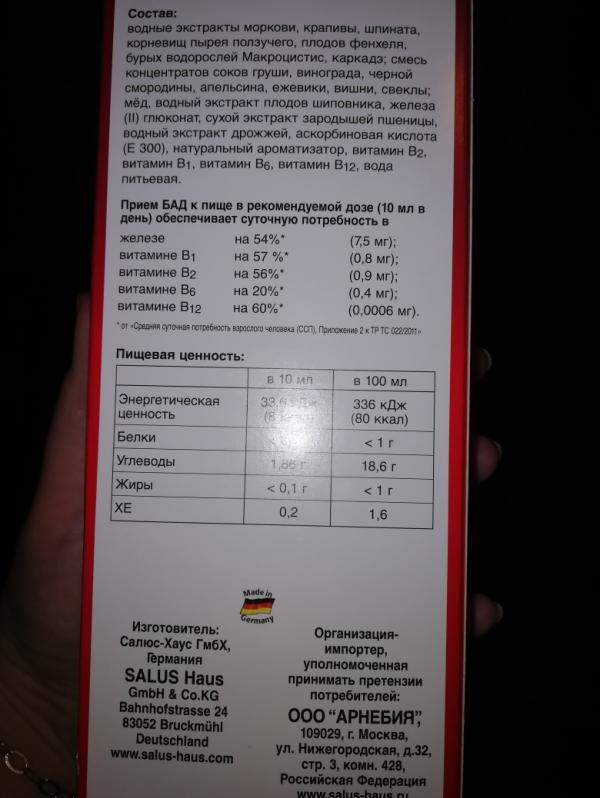 Состав:
водные экстракты моркови, крапивы, шпината,
корневищ пырея ползучего, плодов фенхеля,
бурых водорослей Макроцистис, каркадэ; смесь
концентратов соков груши, винограда, черной
смородины, апельсина, ежевики, вишни, свеклы;
мёд, водный экстракт плодов шиповника, железа
(II) глюконат, сухой экстракт зародышей пшеницы,
водный экстракт дрожжей, аскорбиновая кислота
(Е 300), натуральный ароматизатор, витамин B2,
витамин B1, витамин B6, витамин B12, вода
питьевая.
Прием БАД к пище в рекомендуемой дозе (10 мл в
день) обеспечивает суточную потребность в
железе на 54%* (7,5 мг);
витамине B1 на 57 %* (0,8 мг);
витамине B2 на 56%* (0,9 мг);
витамине B6 на 20%* (0,4 мг);
витамине B12 на 60%* (0,0006 мг).
* от «Средняя суточная потребность взрослого человека (ССП), Приложение 2 к ТР ТС 022/2011»
Пищевая ценность:
в 10 мл в 100 мл
Энергетическая 336 кДж
ценность (80 ккал)
Белки < 1 г
Углеводы 1,86 г 18,6 г
Жиры < 0,1 г < 1 г
ХЕ 0,2 1,6
Made in
Germany
Изготовитель:
Салюс-Хаус ГмбХ,
Германия
SALUS Haus
GmbH & Co.KG
Bahnhofstrasse 24
83052 Bruckmühl
Deutschland
www.salus-haus.com
Организация-
импортер,
уполномоченная
принимать претензии
потребителей:
ООО "АРНЕБИЯ",
109029, г. Москва,
ул. Нижегородская, д.32,
стр. 3, комн. 428,
Российская Федерация
www.salus-haus.ru